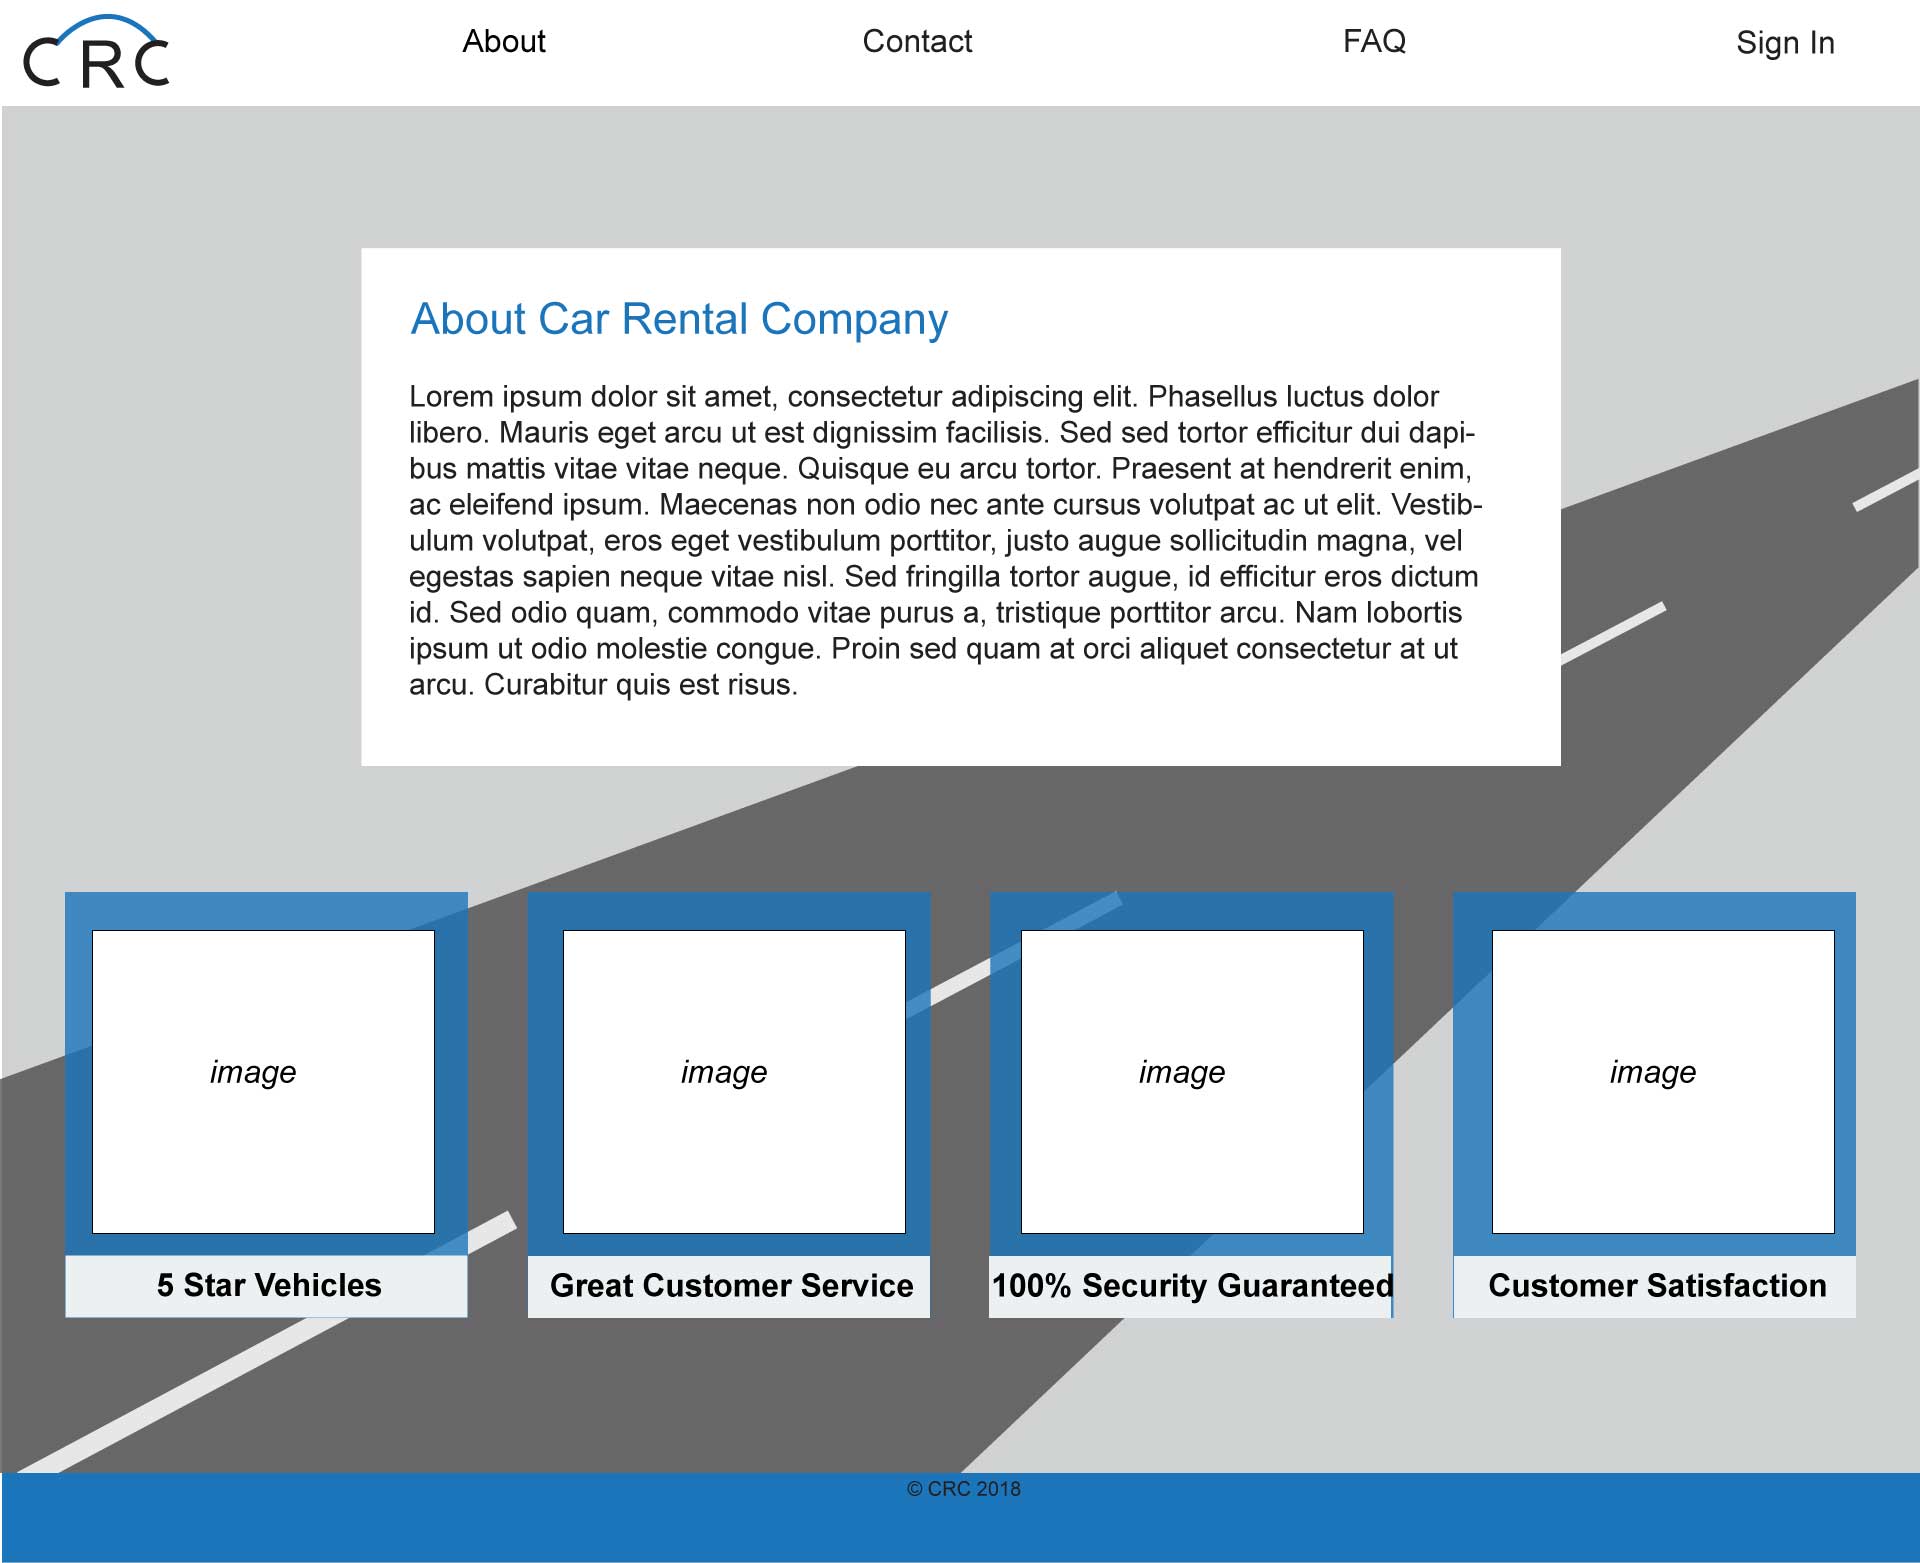 CRC
About
Contact
FAQ
Sign In
About Car Rental Company
Lorem ipsum dolor sit amet, consectetur adipiscing elit. Phasellus luctus dolor
libero. Mauris eget arcu ut est dignissim facilisis. Sed sed tortor efficitur dui dapi-
bus mattis vitae vitae neque. Quisque eu arcu tortor. Praesent at hendrerit enim,
ac eleifend ipsum. Maecenas non odio nec ante cursus volutpat ac ut elit. Vestib-
ulum volutpat, eros eget vestibulum porttitor, justo augue sollicitudin magna, vel
egestas sapien neque vitae nisl. Sed fringilla tortor augue, id efficitur eros dictum
id. Sed odio quam, commodo vitae purus a, tristique porttitor arcu. Nam lobortis
ipsum ut odio molestie congue. Proin sed quam at orci aliquet consectetur at ut
arcu. Curabitur quis est risus.
image
image
image
image
5 Star Vehicles
Great Customer Service
100% Security Guaranteed
Customer Satisfaction
© CRC 2018